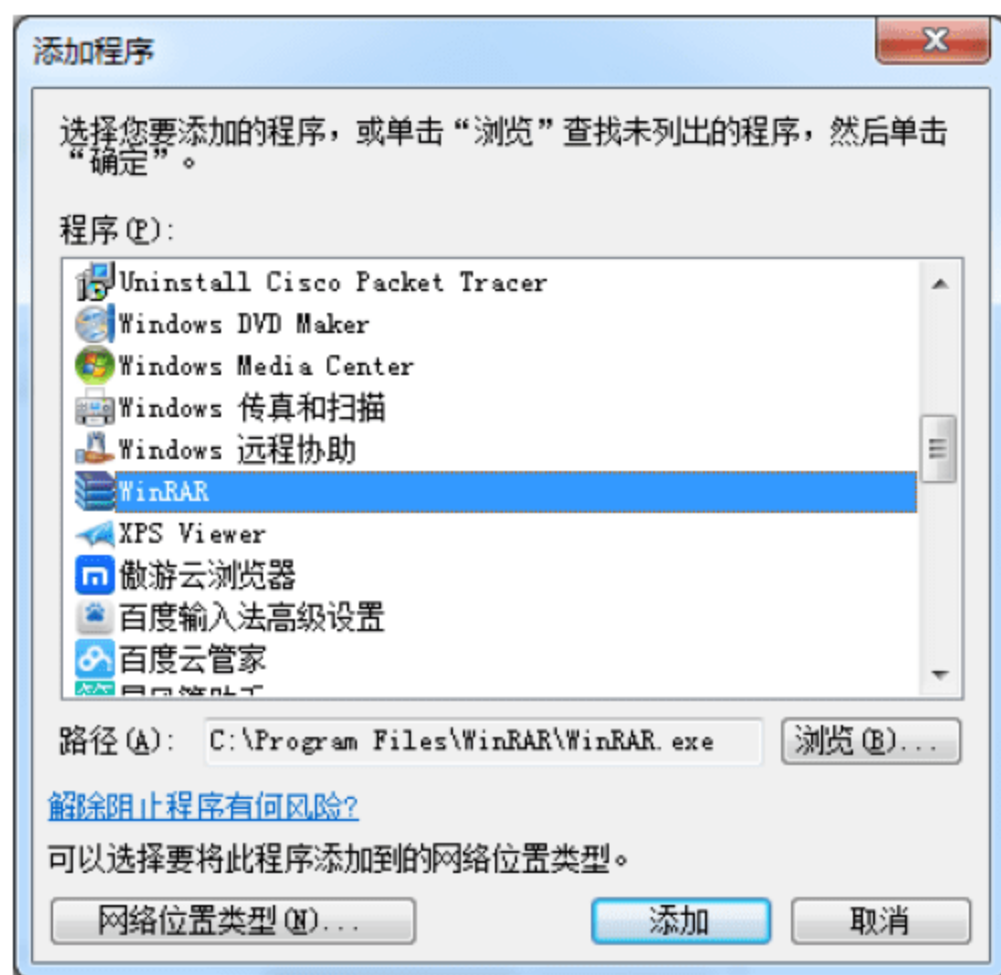 添加程序
选择您要添加的程序，或单击“浏览”查找未列出的程序，然后单击
“确定”。
程序(P):
Uninstall Cisco Packet Tracer
Windows DVD Maker
Windows Media Center
Windows 传真和扫描
Windows 远程协助
WinRAR
XPS Viewer
傲游云浏览器
百度输入法高级设置
百度云管家
路径(A): C:\Program Files\WinRAR\WinRAR.exe 浏览(B)...
解除阻止程序有何风险?
可以选择要将此程序添加到的网络位置类型。
网络位置类型(N)... 添加 取消